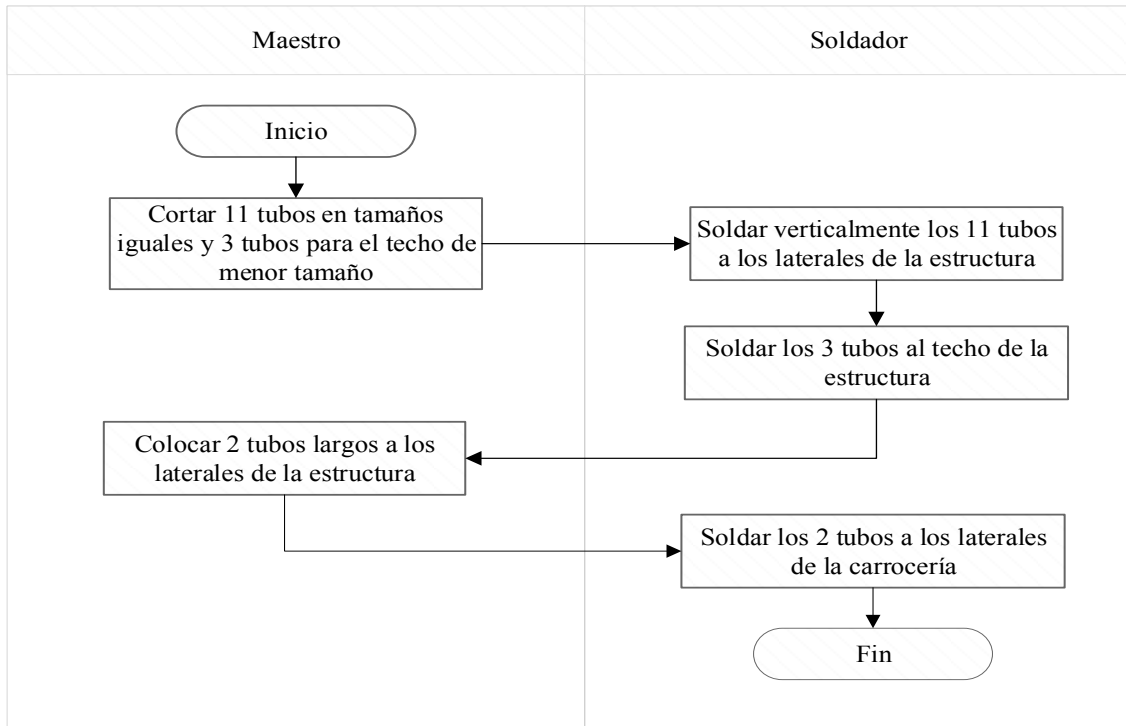 Maestro
Soldador
Inicio
Cortar 11 tubos en tamaños
iguales y 3 tubos para el techo de
menor tamaño
Soldar verticalmente los 11 tubos
a los laterales de la estructura
Soldar los 3 tubos al techo de la
estructura
Colocar 2 tubos largos a los
laterales de la estructura
Soldar los 2 tubos a los laterales
de la carrocería
Fin